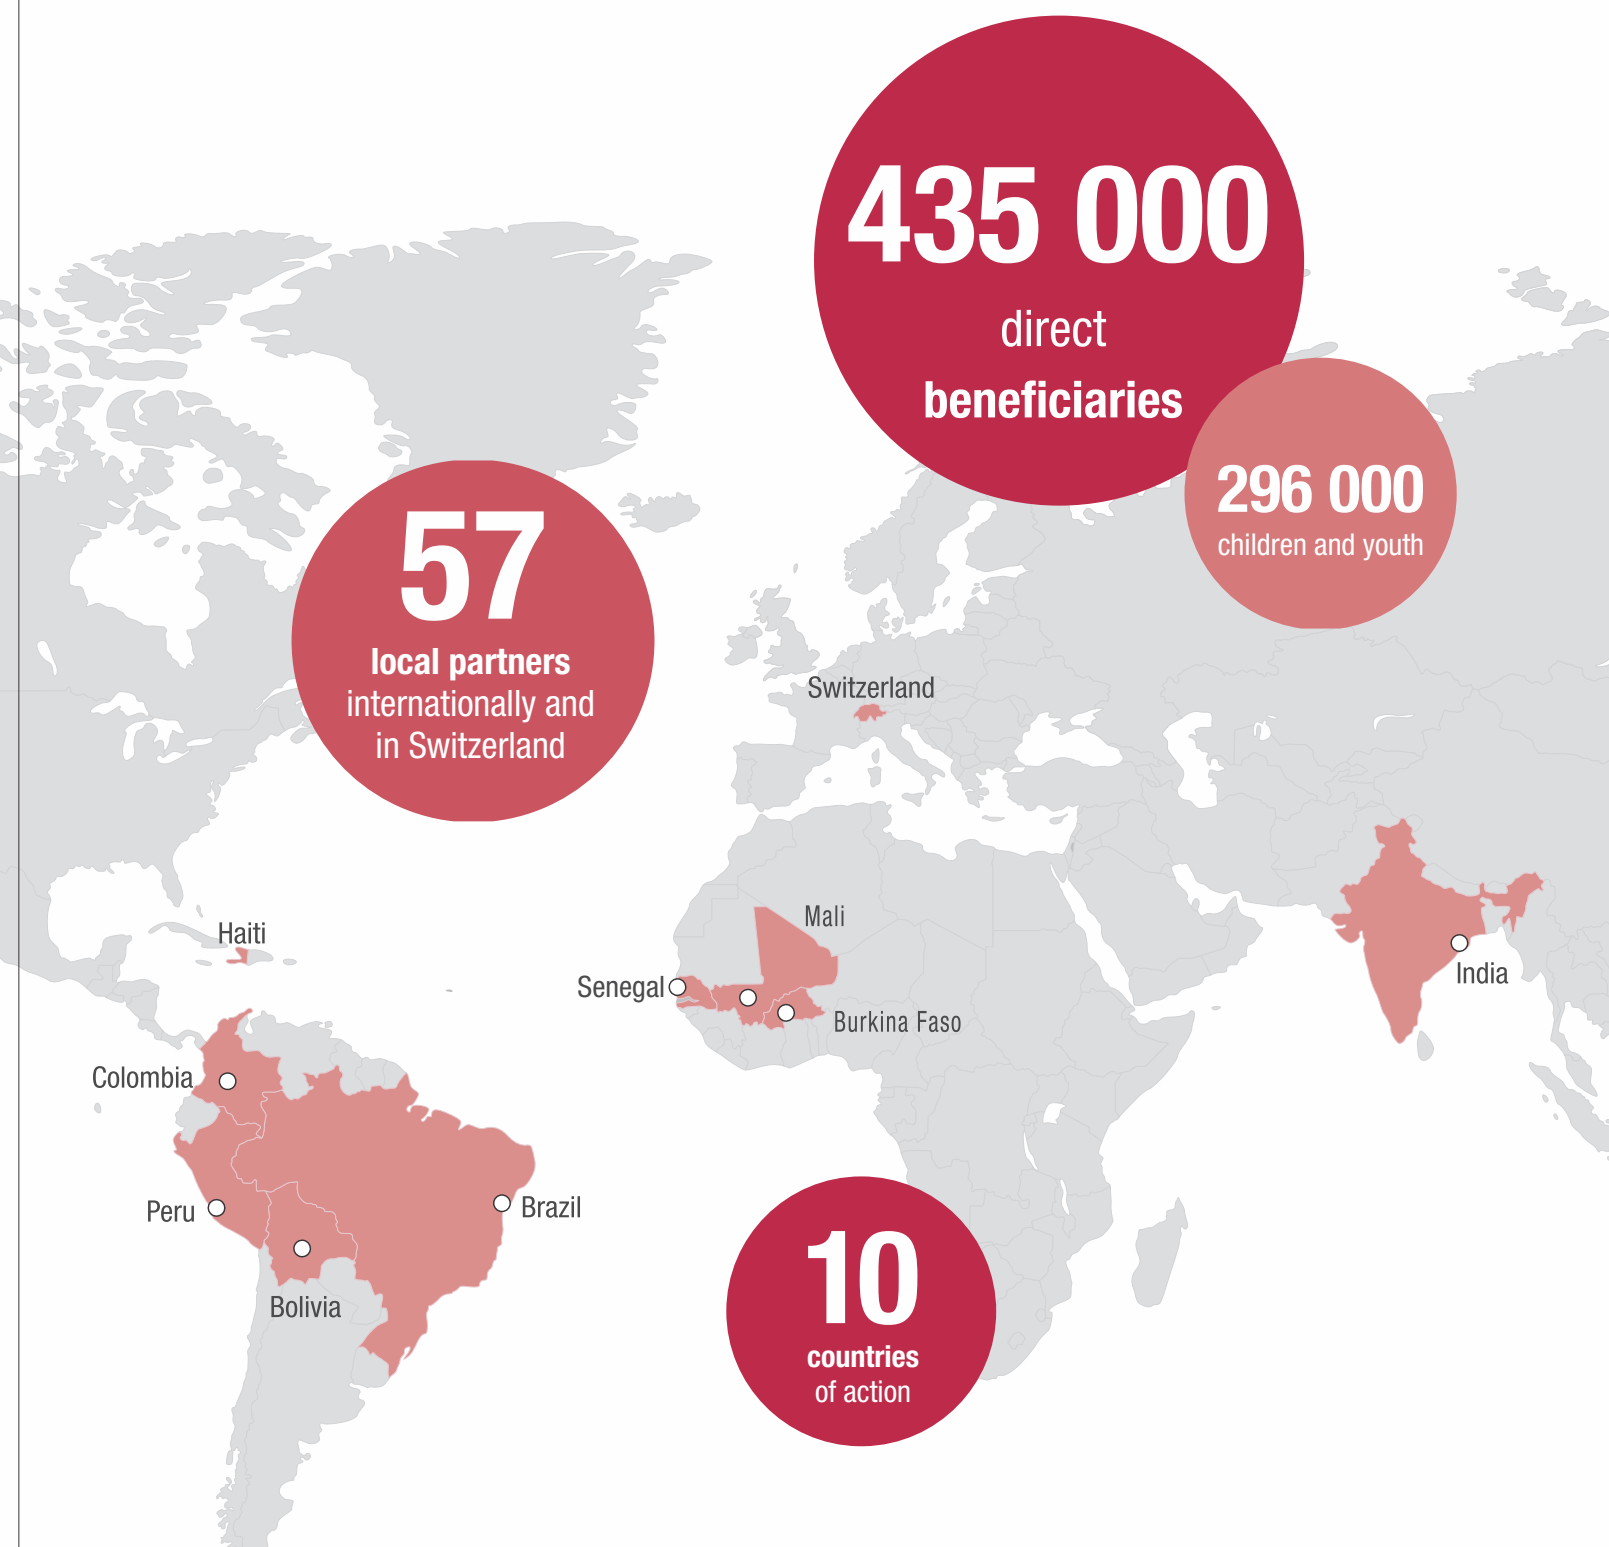 435 000
direct
beneficiaries
296 000
children and youth
57
local partners
internationally and
in Switzerland
Switzerland
Haiti
Mali
Senegal
Burkina Faso
India
Colombia
Peru
Brazil
Bolivia
10
countries
of action